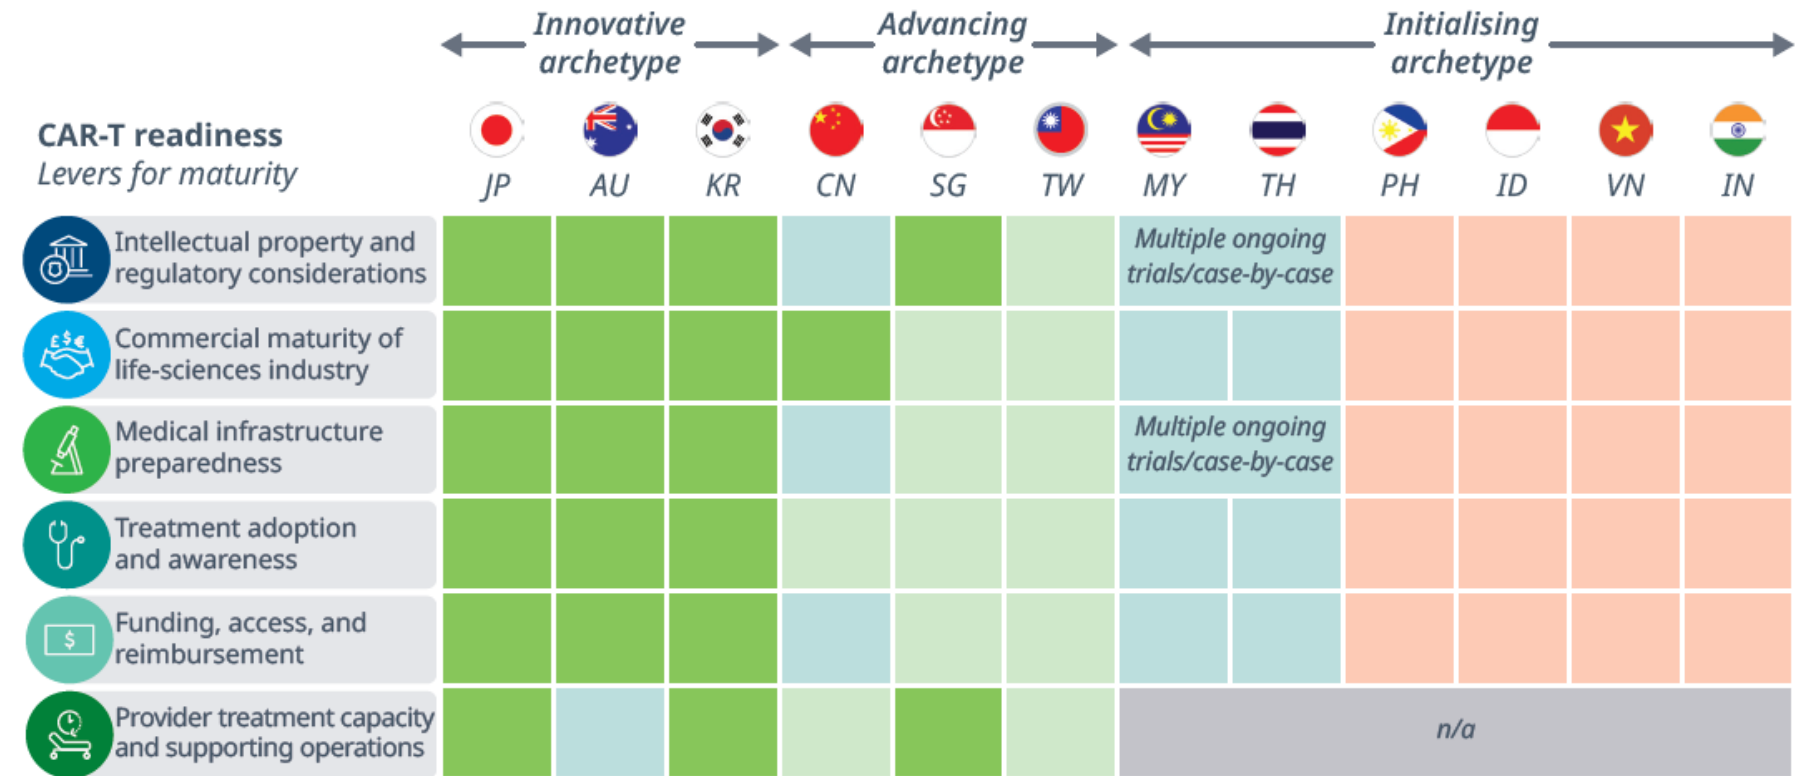 Innovative
archetype
Advancing
archetype
Initialising
archetype
CAR-T readiness
Levers for maturity
JP AU KR CN SG TW MY TH PH ID VN IN
Intellectual property and
regulatory considerations
Multiple ongoing
trials/case-by-case
£$€
Commercial maturity of
life-sciences industry
Medical infrastructure
preparedness
Multiple ongoing
trials/case-by-case
Treatment adoption
and awareness
$
Funding, access, and
reimbursement
Provider treatment capacity
and supporting operations
n/a